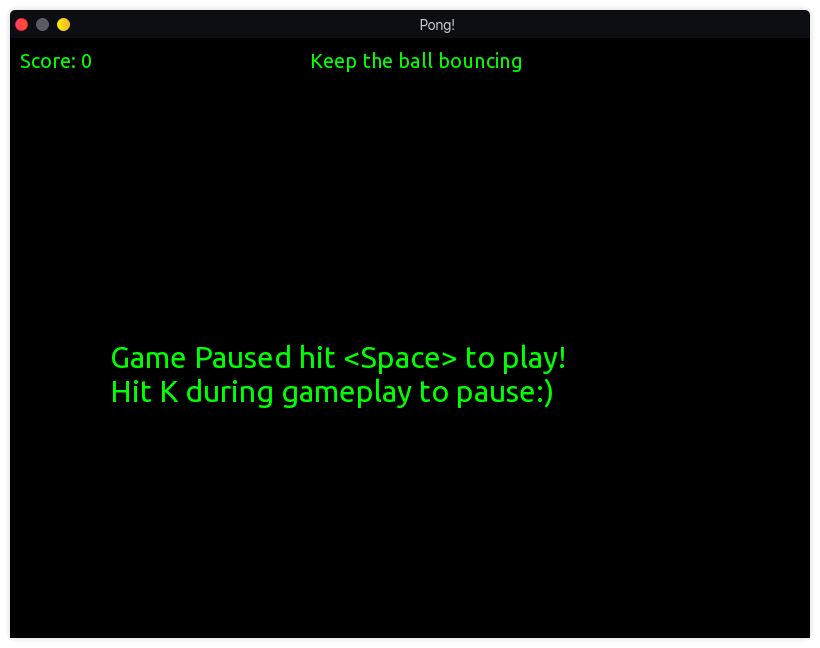 Pong!
Score: 0
Keep the ball bouncing
Game Paused hit <Space> to play!
Hit K during gameplay to pause:)